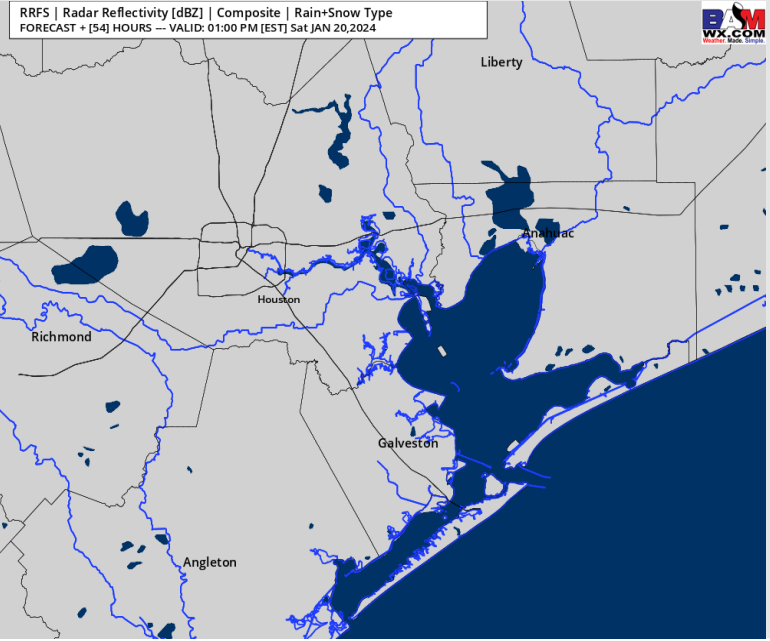 RRFS | Radar Reflectivity [dBZ] | Composite | Rain+Snow Type
FORECAST + [54] HOURS --- VALID: 01:00 PM [EST] Sat JAN 20,2024
BAM
WX.COM
Weather. Made. Simple.
Liberty
Anahuac
Houston
Richmond
Galveston
Angleton